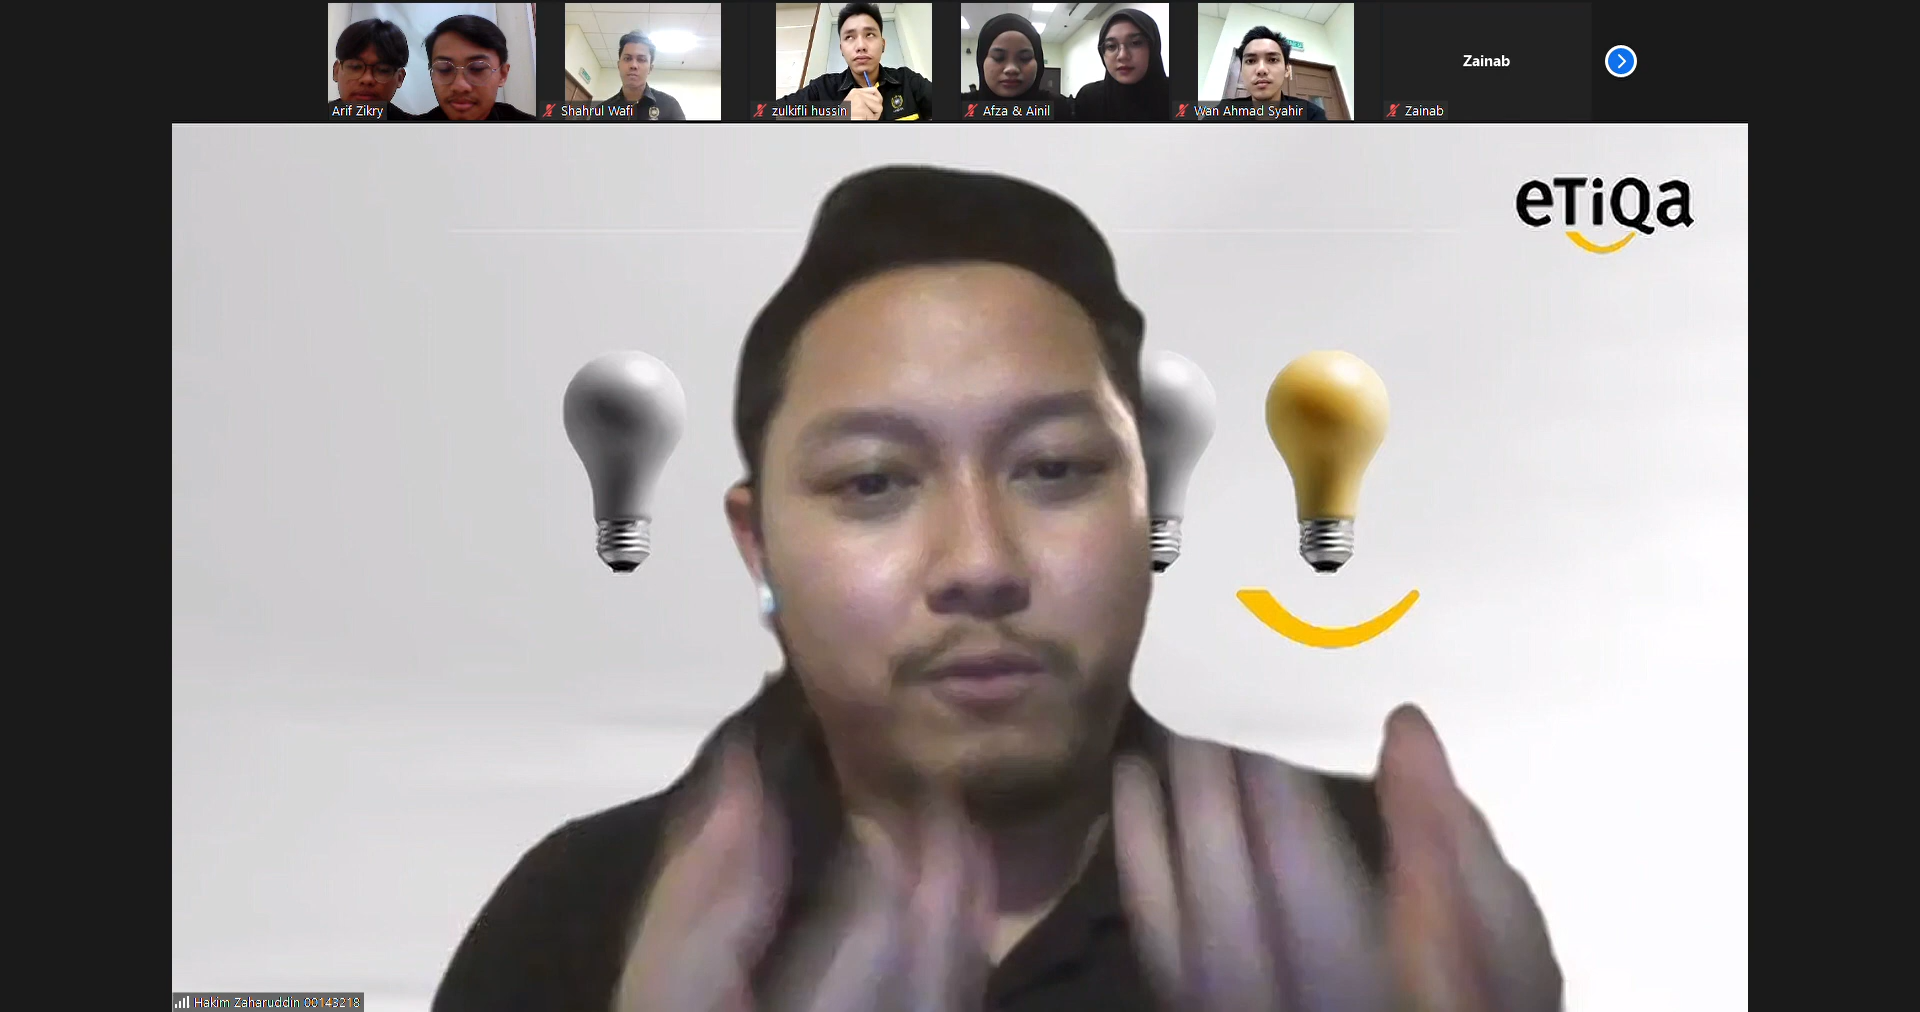 Zainab
Arif Zikry
Shahrul Wafi
zulkifli hussin
Afza & Ainil
Wan Ahmad Syahir
Zainab
eTiQa
Hakim Zaharuddin 00143218